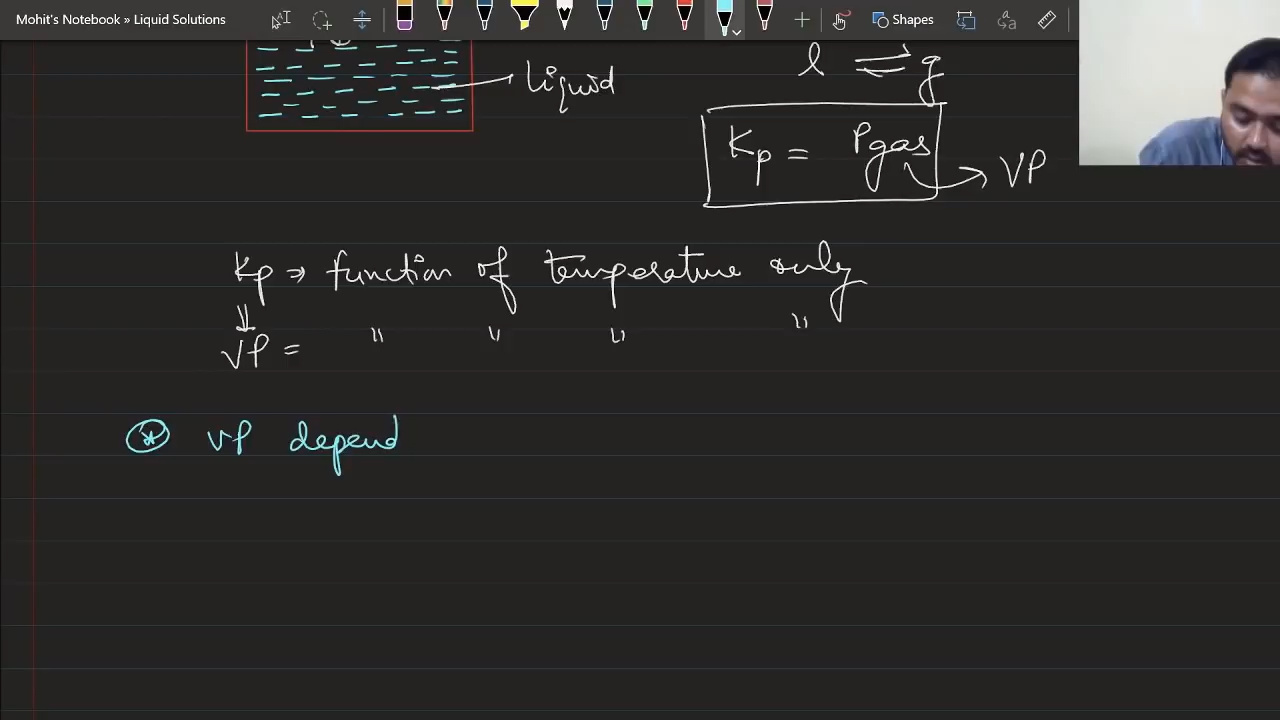 Mohit's Notebook » Liquid Solutions
Shapes
l ⇌ g
Liquid
Kp = Pgas → VP
Kp → function of temperature only
⇓
VP = " " " "
* VP depend